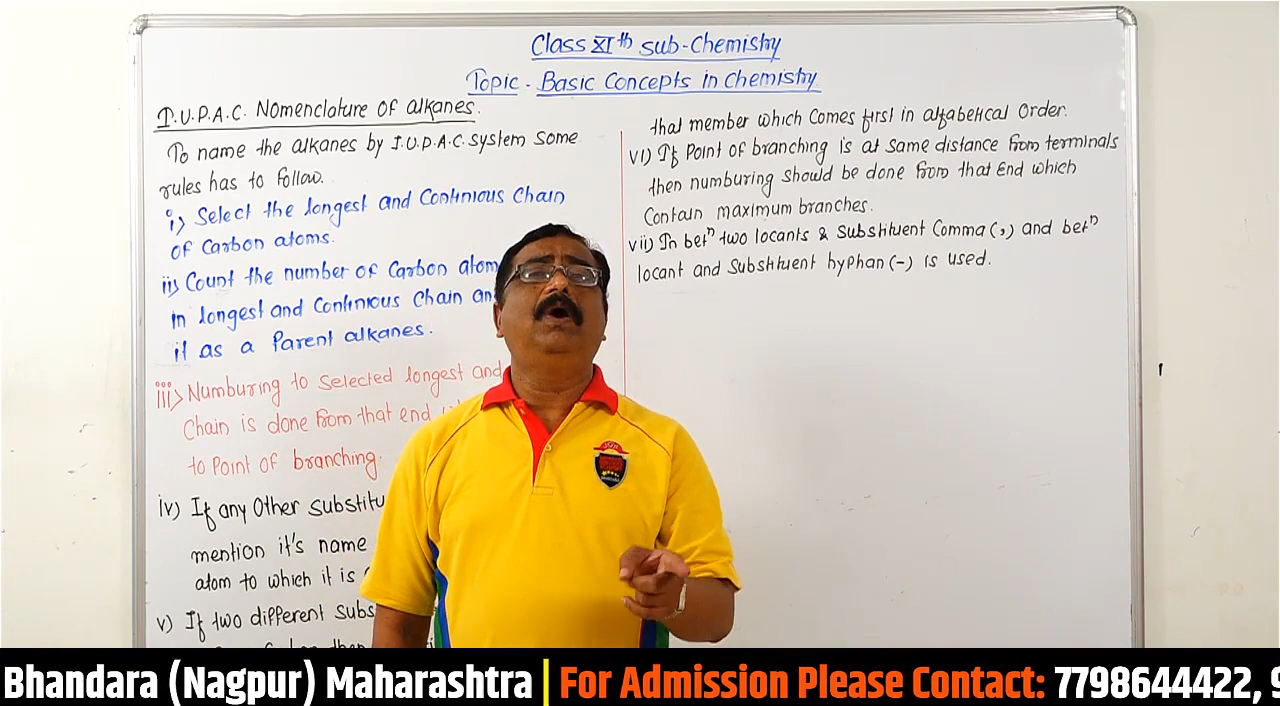 Class XIth sub-Chemistry
Topic - Basic Concepts in Chemistry
I.U.P.A.C. Nomenclature of alkanes.
To name the alkanes by I.U.P.A.C. system some
rules has to follow.
i) Select the longest and Continious Chain
of Carbon atoms.
ii) Count the number of Carbon atom
in longest and Continious Chain an
it as a Parent alkanes.
iii) Numburing to selected longest and
Chain is done from that end
to Point of branching.
iv) If any Other substitu
mention it's name
atom to which it is
v) If two different subs
that member which Comes first in alfabetical Order.
vi) If Point of branching is at same distance from terminals
then numburing should be done from that End which
Contain maximum branches.
vii) In betn two locants & Substituent Comma (,) and betn
locant and Substituent hyphan (-) is used.
Bhandara (Nagpur) Maharashtra | For Admission Please Contact: 7798644422, 9